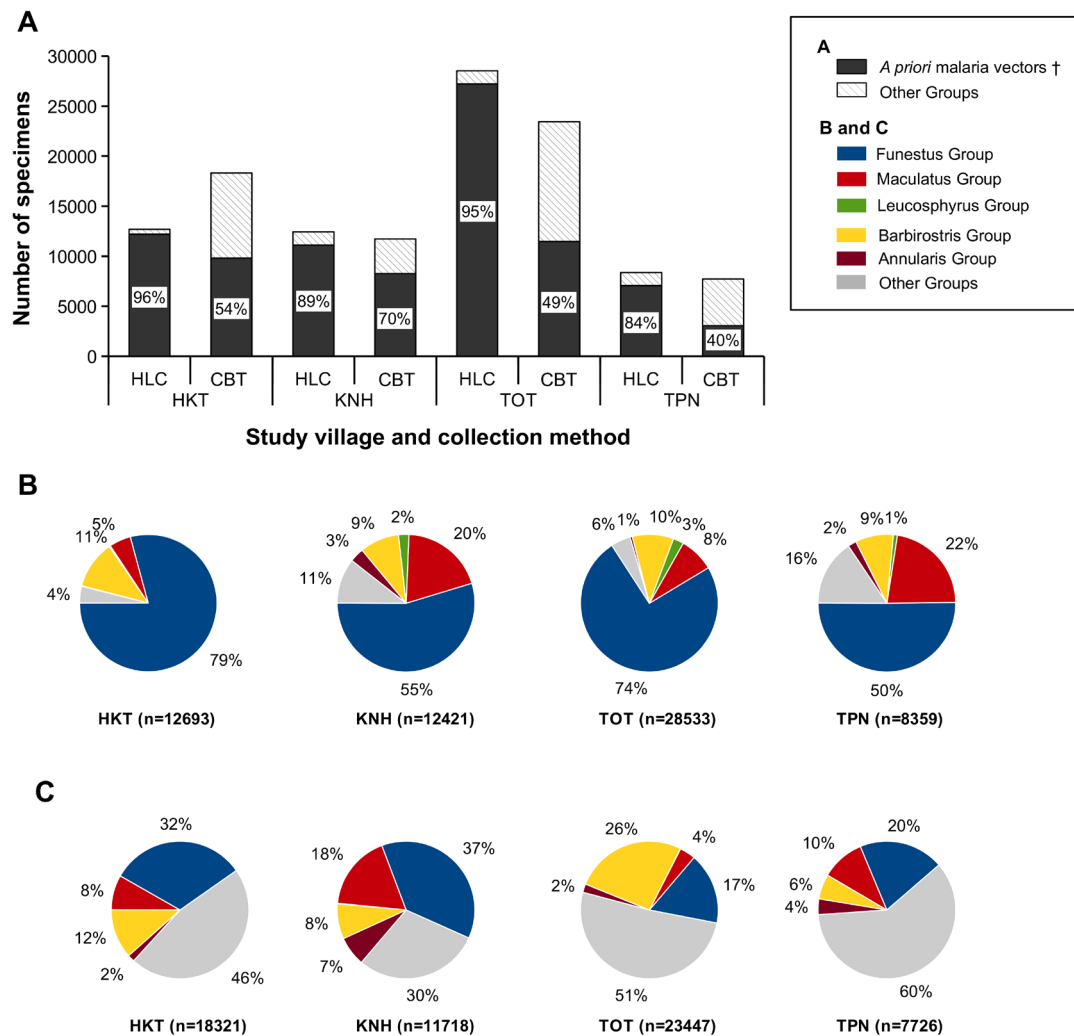 A
Number of specimens
30000
25000
20000
15000
10000
5000
0
96%
54%
89%
70%
95%
49%
84%
40%
HLC CBT HLC CBT HLC CBT HLC CBT
HKT KNH TOT TPN
Study village and collection method
A
A priori malaria vectors †
Other Groups
B and C
Funestus Group
Maculatus Group
Leucosphyrus Group
Barbirostris Group
Annularis Group
Other Groups
B
5%
11%
4%
79%
HKT (n=12693)
2%
9%
3%
11%
20%
55%
KNH (n=12421)
6%
1%
10%
3%
8%
74%
TOT (n=28533)
2%
9%
1%
22%
16%
50%
TPN (n=8359)
C
32%
8%
12%
2%
46%
HKT (n=18321)
18%
37%
8%
7%
30%
KNH (n=11718)
26%
4%
17%
2%
51%
TOT (n=23447)
10%
20%
6%
4%
60%
TPN (n=7726)